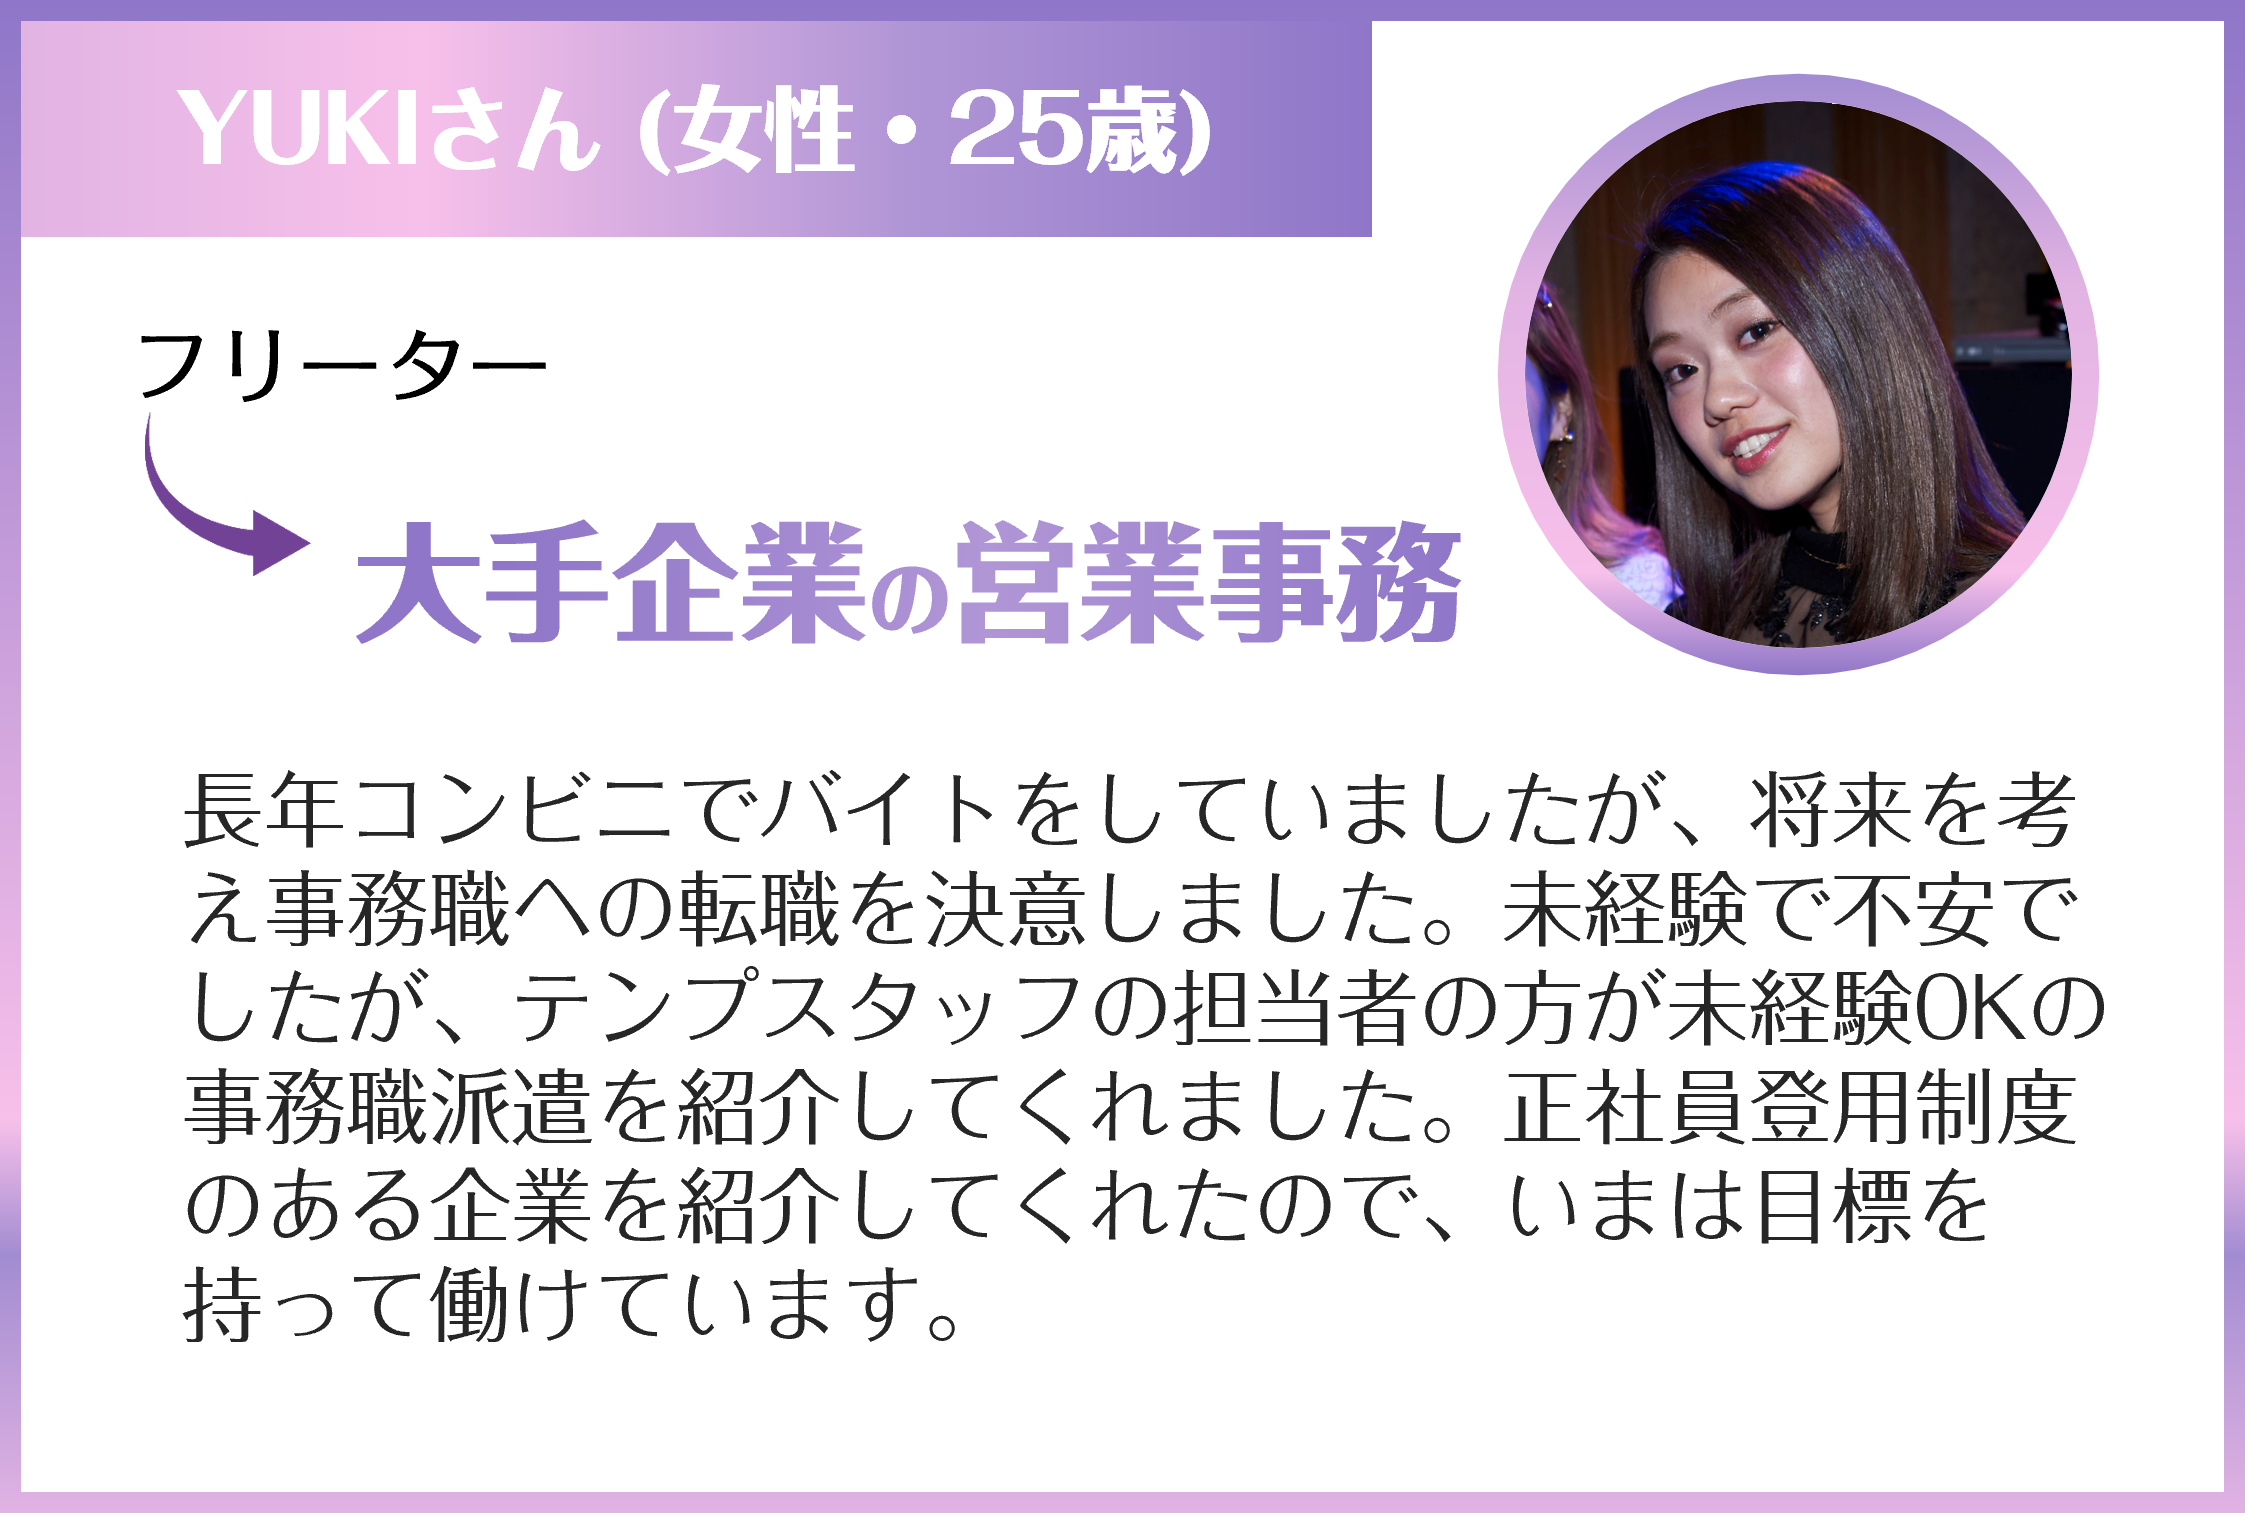 YUKIさん (女性・25歳)
フリーター
大手企業の営業事務
長年コンビニでバイトをしていましたが、将来を考
え事務職への転職を決意しました。未経験で不安で
したが、テンプスタッフの担当者の方が未経験OKの
事務職派遣を紹介してくれました。正社員登用制度
のある企業を紹介してくれたので、いまは目標を
持って働けています。